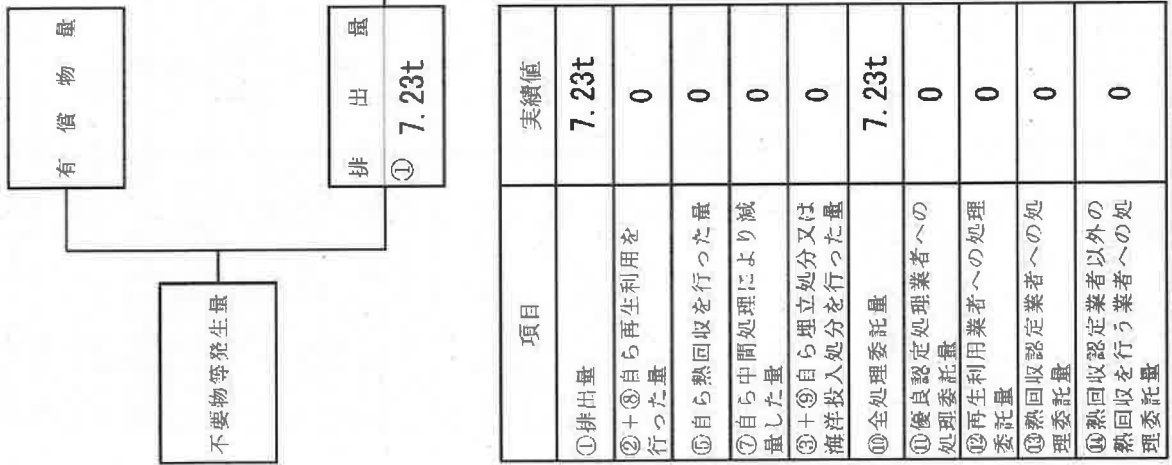 有償物量
不要物等発生量
排出量
① 7.23t
項目 実績値
①排出量 7.23t
②+⑧自ら再生利用を
行った量 0
⑤自ら熱回収を行った量 0
⑦自ら中間処理により減
量した量 0
③+⑨自ら埋立処分又は
海洋投入処分を行った量 0
⑩全処理委託量 7.23t
⑪優良認定処理業者への
処理委託量 0
⑫再生利用業者への処理
委託量 0
⑬熱回収認定業者への処
理委託量 0
⑭熱回収認定業者以外の
熱回収を行う業者への処
理委託量 0